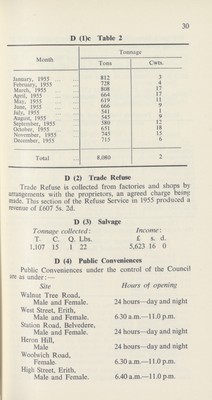 30
D (1)c Table 2
Month
Tonnage
Tons Cwts.
January, 1955 ... ... 812 3
February, 1955 ... ... 728 4
March, 1955 ... ... 808 17
April, 1955 ... ... 664 17
May, 1955 ... ... 619 11
June, 1955 ... ... 666 9
July, 1955 ... ... 541 1
August, 1955 ... ... 545 9
September, 1955 ... ... 580 12
October, 1955 ... ... 651 18
November, 1955 ... ... 745 13
December, 1955 ... ... 715 6
Total 8,080 2
D (2) Trade Refuse
Trade Refuse is collected from factories and shops by
arrangements with the proprietors, an agreed charge being
made. This section of the Refuse Service in 1955 produced a
revenue of £607 5s. 2d.
D (3) Salvage
Tonnage collected: Income:
T. C. Q. Lbs. £ s. d.
1,107 15 1 22 5,623 16 0
D (4) Public Conveniences
Public Conveniences under the control of the Council
are as under:—
Site Hours of opening
Walnut Tree Road,
Male and Female. 24 hours—day and night
West Street, Erith,
Male and Female. 6.30 a.m.—11.0 p.m.
Station Road, Belvedere,
Male and Female. 24 hours—day and night
Heron Hill,
Male 24 hours—day and night
Woolwich Road,
Female. 6.30 a.m.—11.0 p.m.
High Street, Erith,
Male and Female. 6.40 a.m.—11.0 p.m.